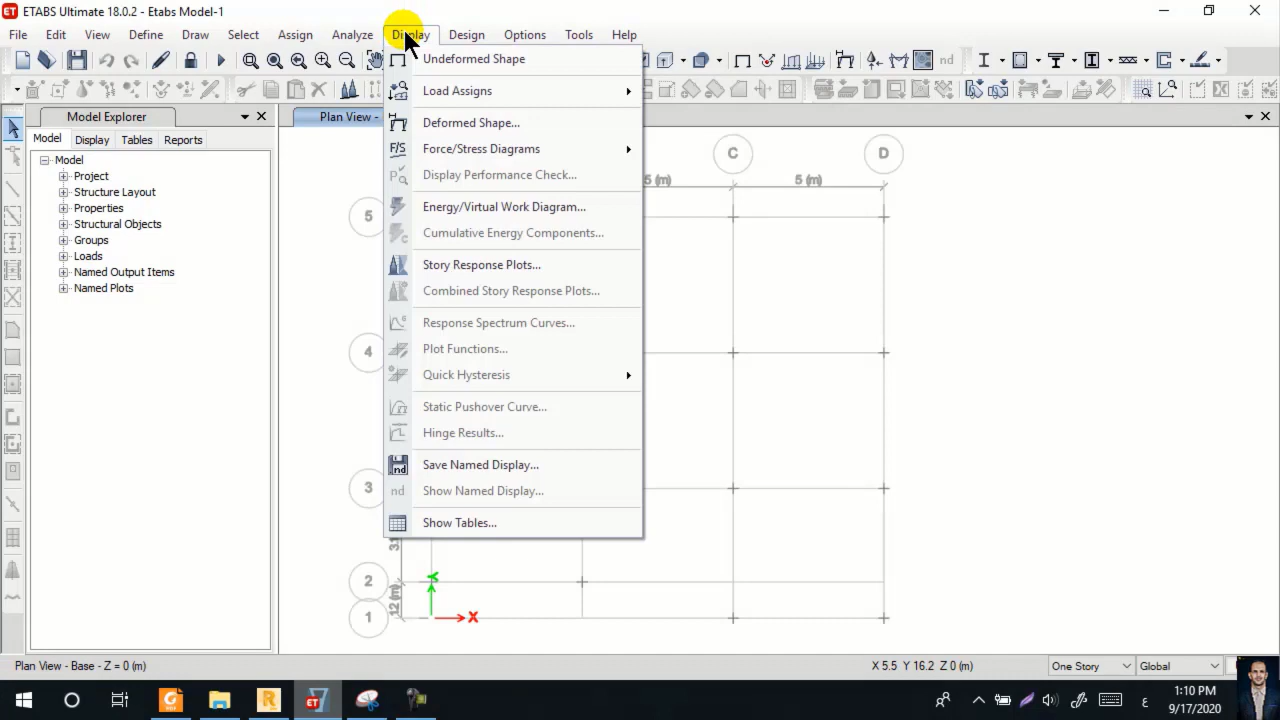 ETABS Ultimate 18.0.2 - Etabs Model-1
File Edit View Define Draw Select Assign Analyze Display Design Options Tools Help
nd
Model Explorer
Plan View -
Model Display Tables Reports
Model
Project
Structure Layout
Properties
Structural Objects
Groups
Loads
Named Output Items
Named Plots
Undeformed Shape
Load Assigns
Deformed Shape...
F/S Force/Stress Diagrams
Display Performance Check...
Energy/Virtual Work Diagram...
Cumulative Energy Components...
Story Response Plots...
Combined Story Response Plots...
Response Spectrum Curves...
Plot Functions...
Quick Hysteresis
Static Pushover Curve...
Hinge Results...
nd Save Named Display...
nd Show Named Display...
Show Tables...
C D
5 (m) 5 (m)
5
4
3
2
1
12 (m)
Y
X
Plan View - Base - Z = 0 (m)
X 5.5 Y 16.2 Z 0 (m)
One Story
Global
ع
1:10 PM
9/17/2020